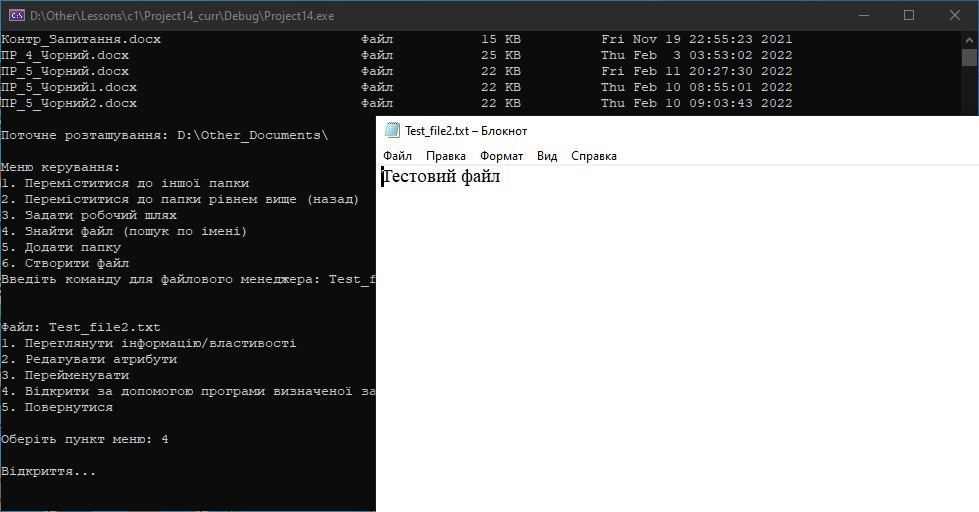 D:\Other\Lessons\c1\Project14_curr\Debug\Project14.exe
Контр_Запитання.docx Файл 15 KB Fri Nov 19 22:55:23 2021
ПР_4_Чорний.docx Файл 25 KB Thu Feb 3 03:53:02 2022
ПР_5_Чорний.docx Файл 22 KB Fri Feb 11 20:27:30 2022
ПР_5_Чорний1.docx Файл 22 KB Thu Feb 10 08:55:01 2022
ПР_5_Чорний2.docx Файл 22 KB Thu Feb 10 09:03:43 2022
Поточне розташування: D:\Other_Documents\
Меню керування:
1. Переміститися до іншої папки
2. Переміститися до папки рівнем вище (назад)
3. Задати робочий шлях
4. Знайти файл (пошук по імені)
5. Додати папку
6. Створити файл
Введіть команду для файлового менеджера: Test_f
Файл: Test_file2.txt
1. Переглянути інформацію/властивості
2. Редагувати атрибути
3. Перейменувати
4. Відкрити за допомогою програми визначеної за
5. Повернутися
Оберіть пункт меню: 4
Відкриття...
Test_file2.txt – Блокнот
Файл Правка Формат Вид Справка
Тестовий файл